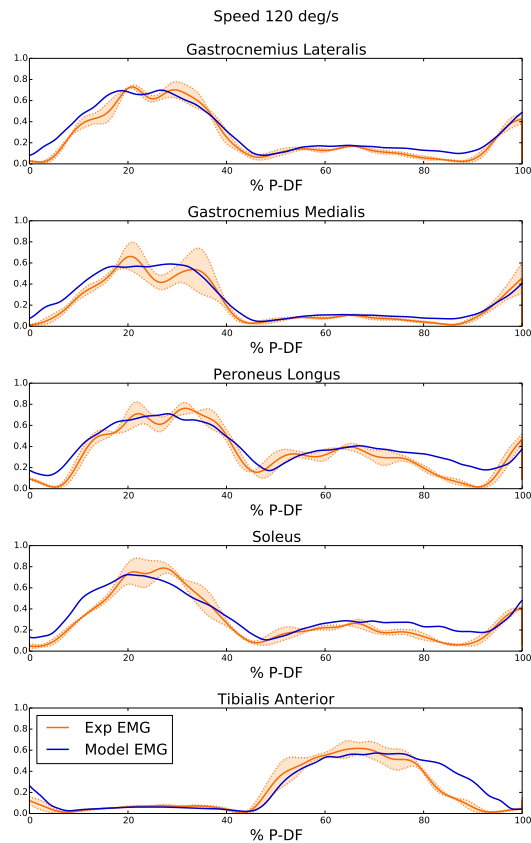 Speed 120 deg/s
Gastrocnemius Lateralis
1.0
0.8
0.6
0.4
0.2
0.0
0 20 40 60 80 100
% P-DF
Gastrocnemius Medialis
1.0
0.8
0.6
0.4
0.2
0.0
0 20 40 60 80 100
% P-DF
Peroneus Longus
1.0
0.8
0.6
0.4
0.2
0.0
0 20 40 60 80 100
% P-DF
Soleus
1.0
0.8
0.6
0.4
0.2
0.0
0 20 40 60 80 100
% P-DF
Tibialis Anterior
1.0
0.8
0.6
0.4
0.2
0.0
Exp EMG
Model EMG
0 20 40 60 80 100
% P-DF